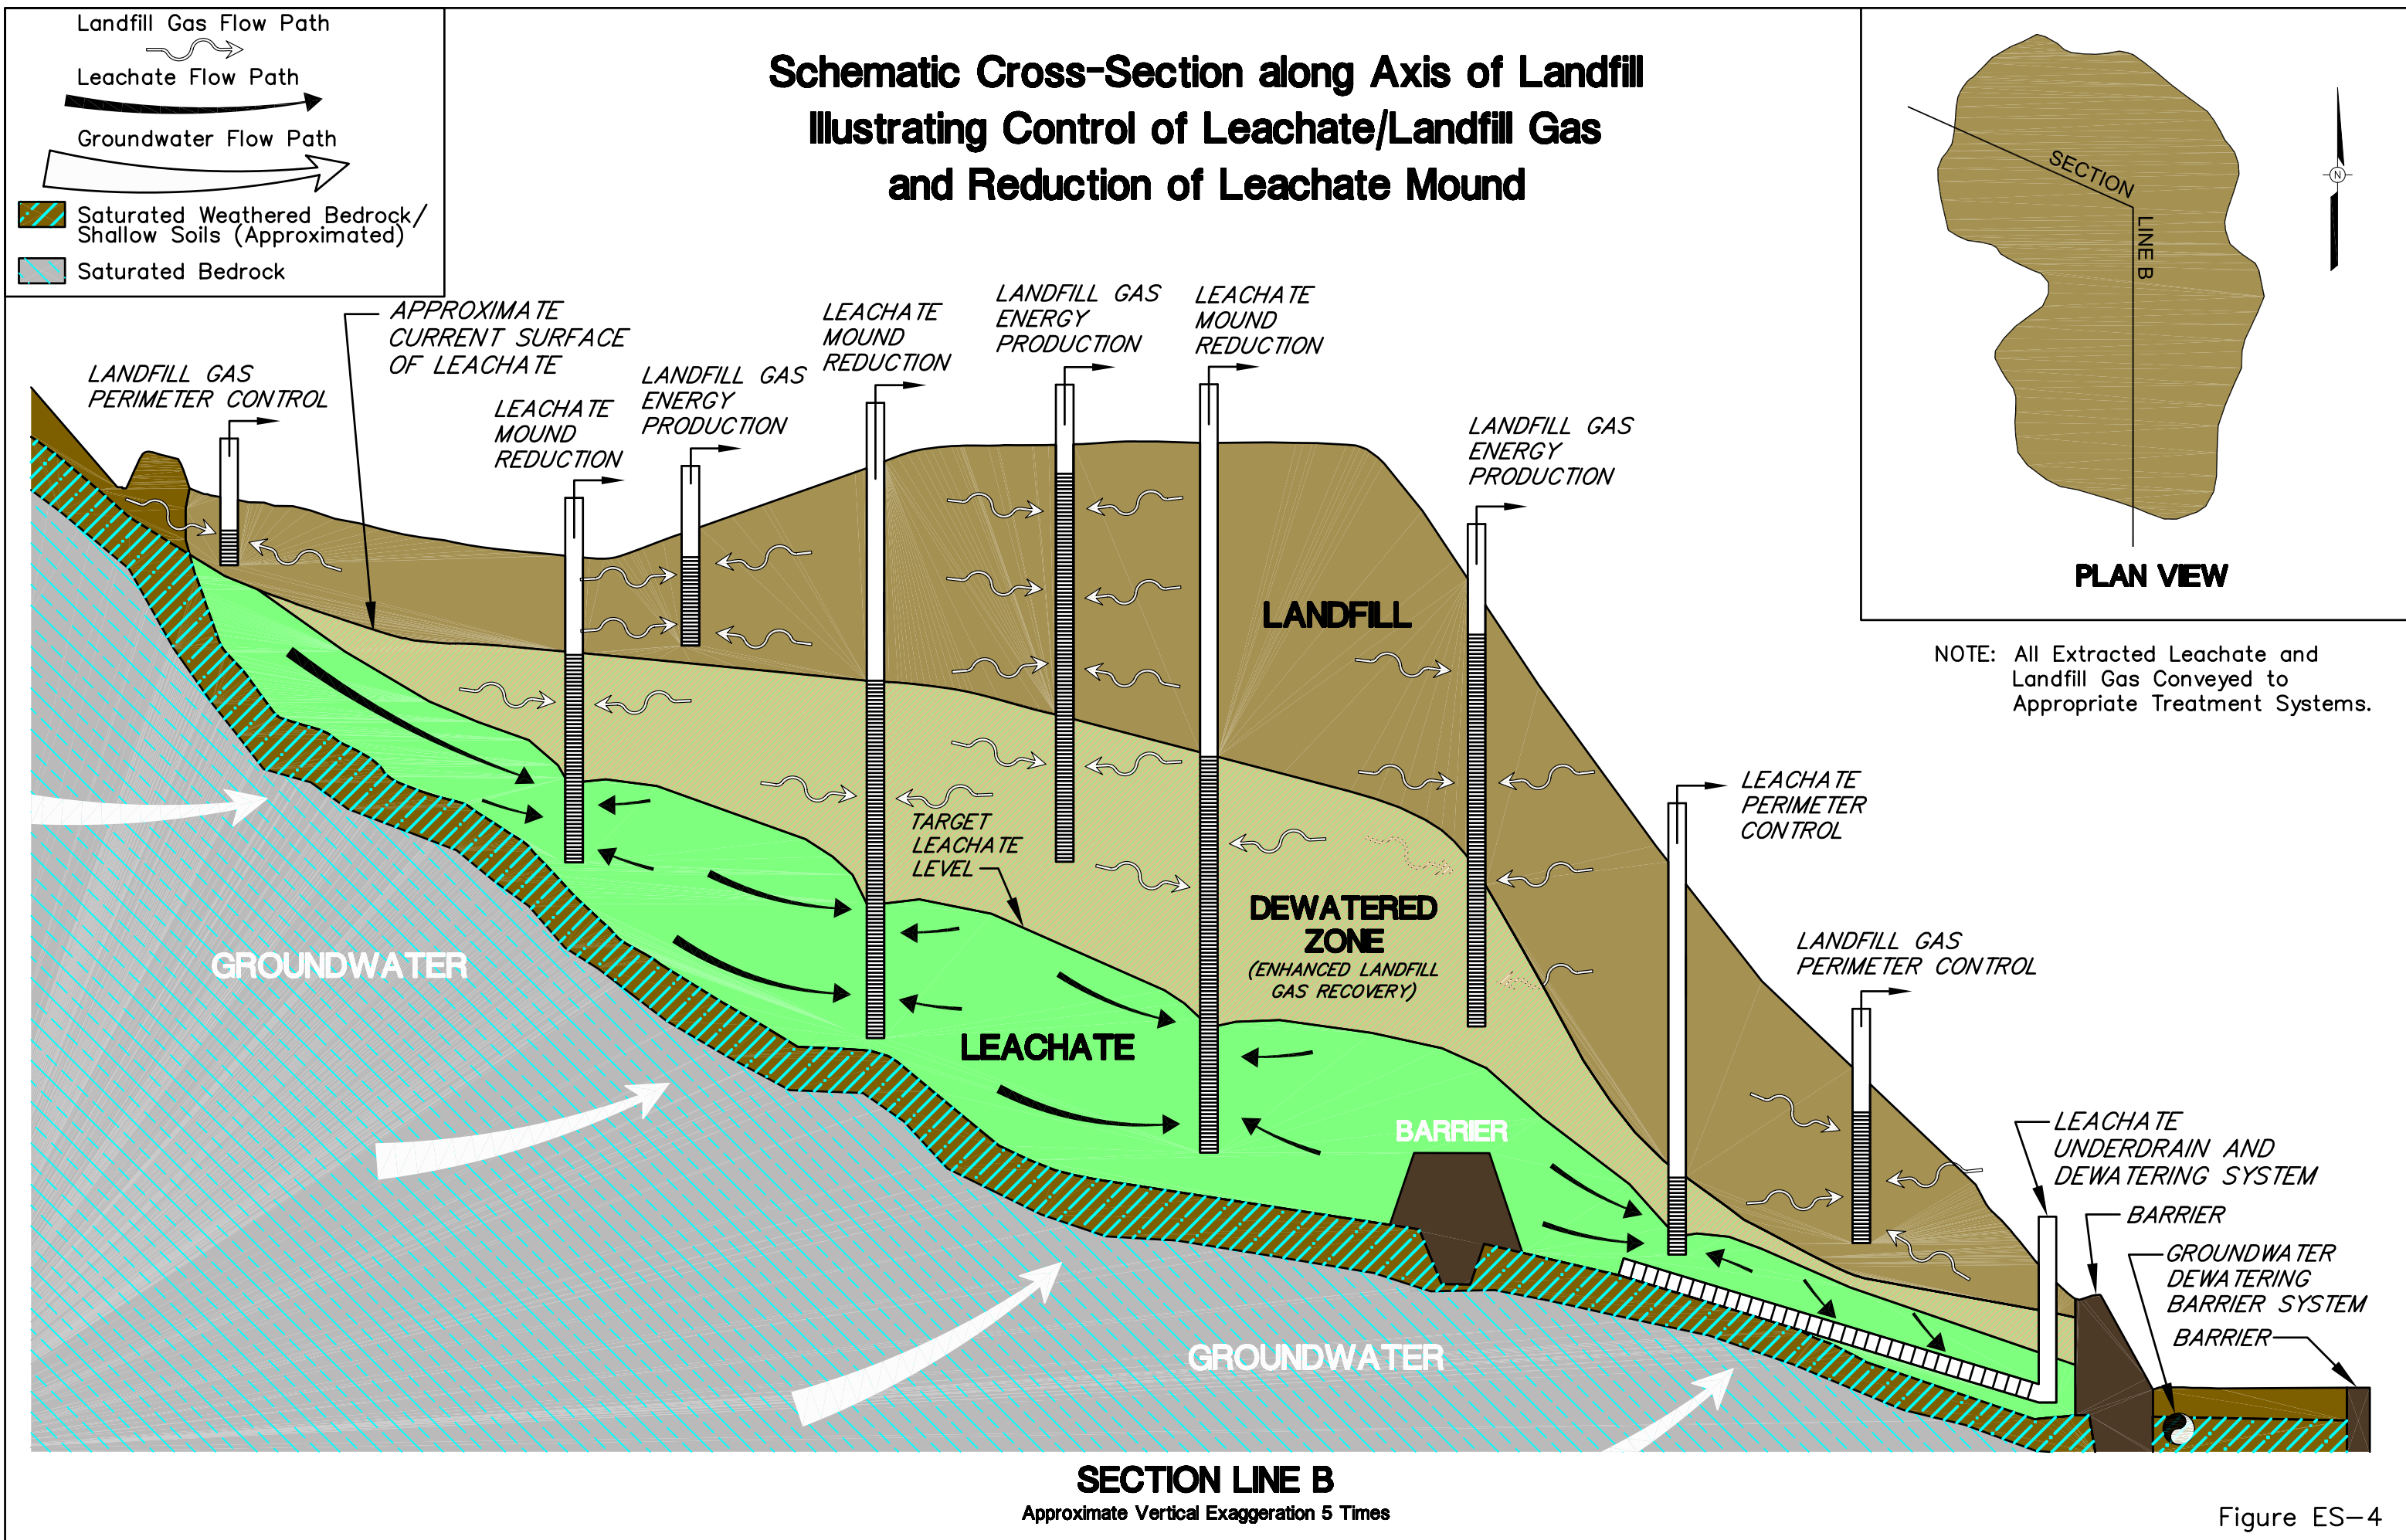 Landfill Gas Flow Path
Leachate Flow Path
Groundwater Flow Path
Saturated Weathered Bedrock/
Shallow Soils (Approximated)
Saturated Bedrock
Schematic Cross-Section along Axis of Landfill
Illustrating Control of Leachate/Landfill Gas
and Reduction of Leachate Mound
SECTION
LINE B
N
PLAN VIEW
NOTE: All Extracted Leachate and
Landfill Gas Conveyed to
Appropriate Treatment Systems.
LANDFILL GAS
PERIMETER CONTROL
APPROXIMATE
CURRENT SURFACE
OF LEACHATE
LEACHATE
MOUND
REDUCTION
LANDFILL GAS
ENERGY
PRODUCTION
LEACHATE
MOUND
REDUCTION
LANDFILL GAS
ENERGY
PRODUCTION
LEACHATE
MOUND
REDUCTION
LANDFILL GAS
ENERGY
PRODUCTION
LANDFILL
LEACHATE
PERIMETER
CONTROL
TARGET
LEACHATE
LEVEL
DEWATERED
ZONE
(ENHANCED LANDFILL
GAS RECOVERY)
LANDFILL GAS
PERIMETER CONTROL
GROUNDWATER
LEACHATE
BARRIER
LEACHATE
UNDERDRAIN AND
DEWATERING SYSTEM
BARRIER
GROUNDWATER
DEWATERING
BARRIER SYSTEM
BARRIER
GROUNDWATER
SECTION LINE B
Approximate Vertical Exaggeration 5 Times
Figure ES-4